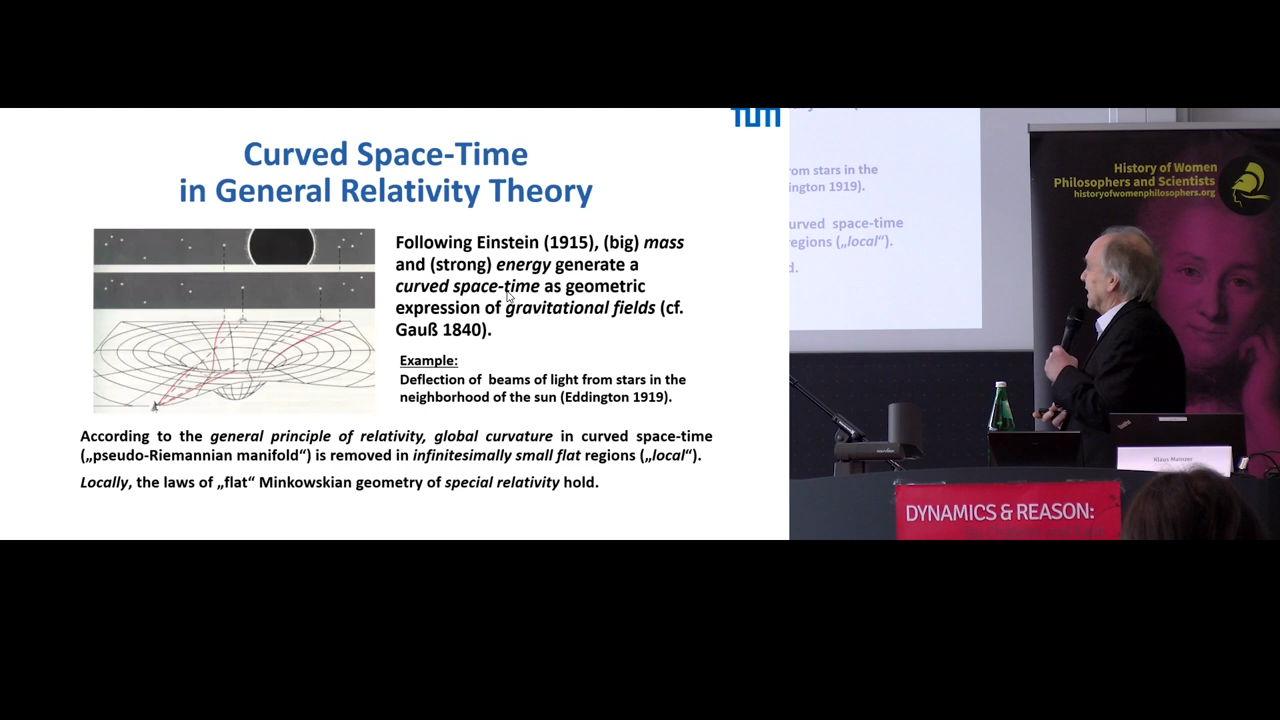 TUM
Curved Space-Time
in General Relativity Theory
Following Einstein (1915), (big) mass
and (strong) energy generate a
curved space-time as geometric
expression of gravitational fields (cf.
Gauß 1840).
Example:
Deflection of beams of light from stars in the
neighborhood of the sun (Eddington 1919).
According to the general principle of relativity, global curvature in curved space-time
(„pseudo-Riemannian manifold“) is removed in infinitesimally small flat regions („local“).
Locally, the laws of „flat“ Minkowskian geometry of special relativity hold.
rom stars in the
ington 1919).
urved space-time
regions („local“).
d.
History of Women
Philosophers and Scientists
historyofwomenphilosophers.org
Klaus Mainzer
DYNAMICS & REASON: